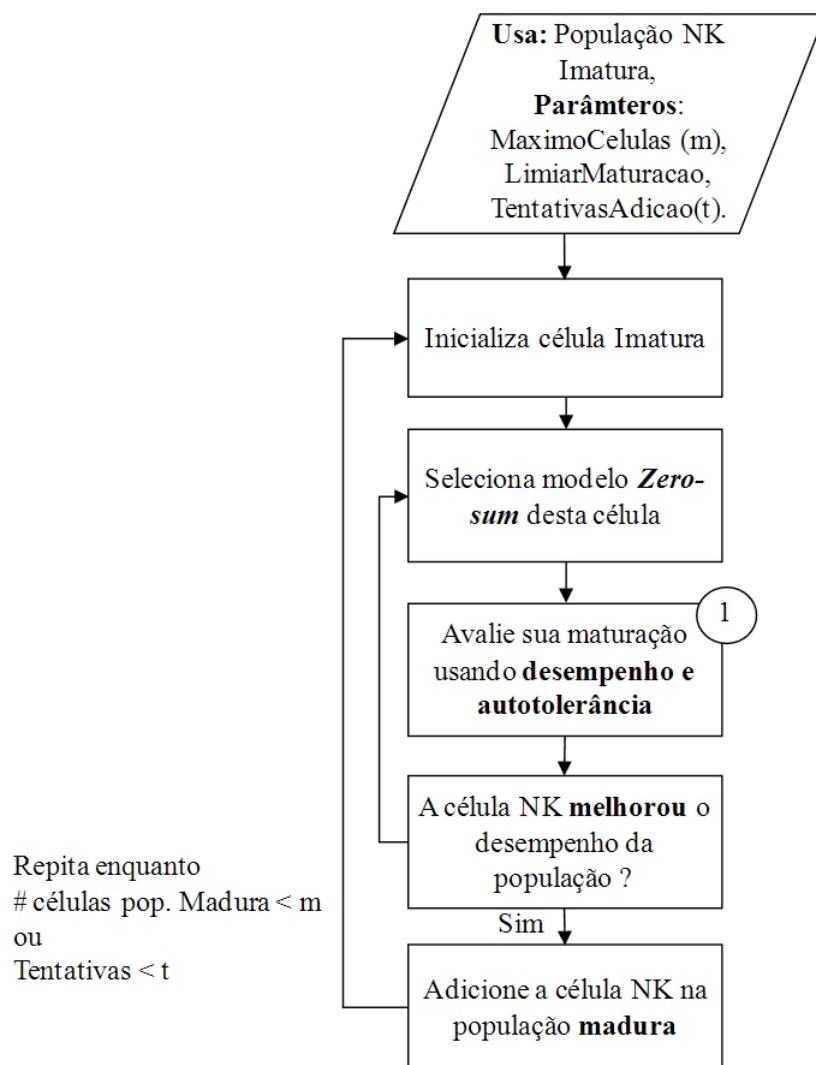 Usa: População NK
Imatura,
Parâmteros:
MaximoCelulas (m),
LimiarMaturacao,
TentativasAdicao(t).
Inicializa célula Imatura
Seleciona modelo Zero-
sum desta célula
1
Avalie sua maturação
usando desempenho e
autotolerância
A célula NK melhorou o
desempenho da
população ?
Sim
Repita enquanto
# células pop. Madura < m
ou
Tentativas < t
Adicione a célula NK na
população madura